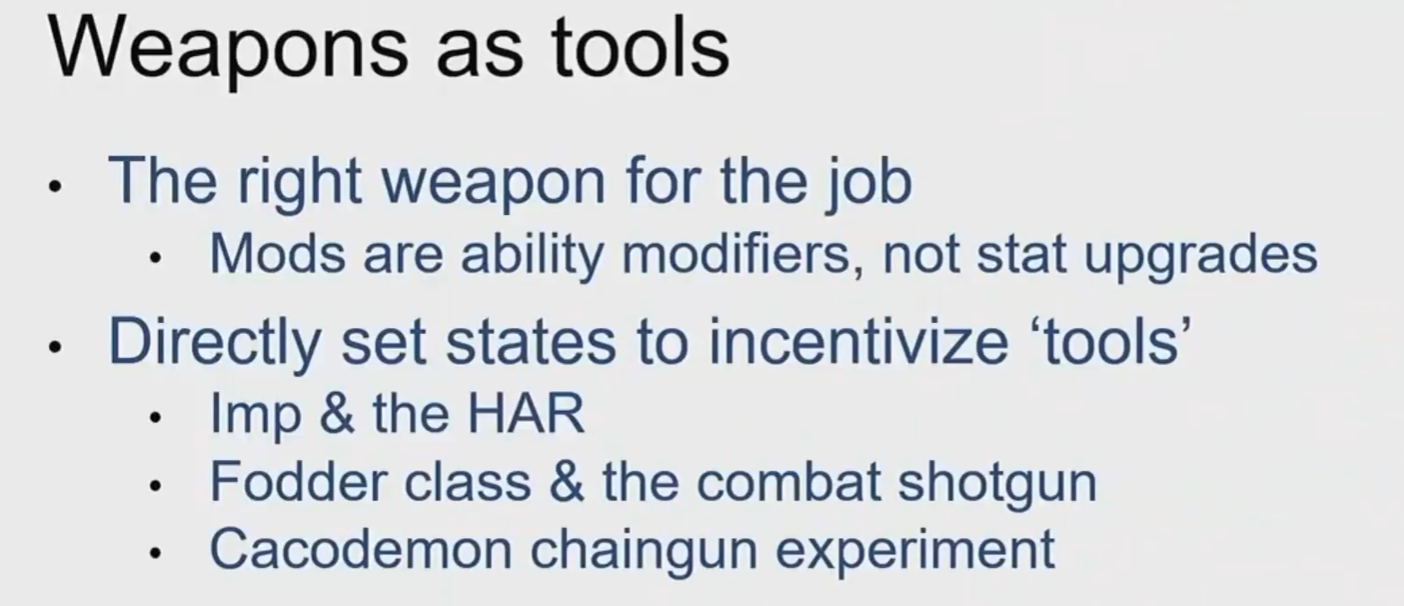 Weapons as tools
• The right weapon for the job
• Mods are ability modifiers, not stat upgrades
• Directly set states to incentivize ‘tools’
• Imp & the HAR
• Fodder class & the combat shotgun
• Cacodemon chaingun experiment